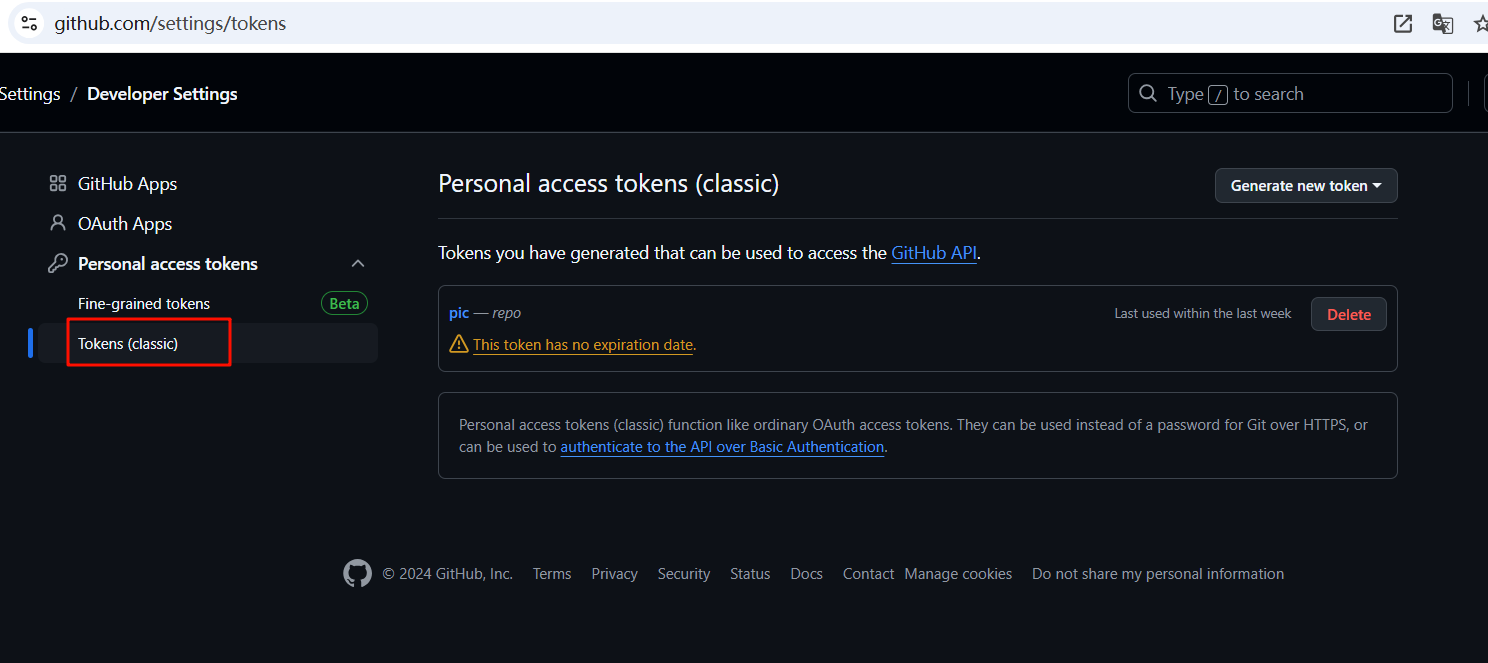 github.com/settings/tokens
Settings / Developer Settings
Type / to search
GitHub Apps
OAuth Apps
Personal access tokens
Fine-grained tokens Beta
Tokens (classic)
Personal access tokens (classic)
Generate new token
Tokens you have generated that can be used to access the GitHub API.
pic — repo
Last used within the last week
Delete
This token has no expiration date.
Personal access tokens (classic) function like ordinary OAuth access tokens. They can be used instead of a password for Git over HTTPS, or
can be used to authenticate to the API over Basic Authentication.
© 2024 GitHub, Inc. Terms Privacy Security Status Docs Contact Manage cookies Do not share my personal information